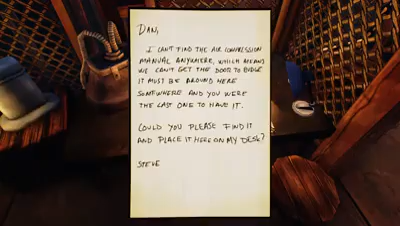 DAN,
I CAN'T FIND THE AIR COMPRESSION
MANUAL ANYWHERE, WHICH MEANS
WE CAN'T GET THE DOOR TO BUDGE
IT MUST BE AROUND HERE
SOMEWHERE AND YOU WERE
THE LAST ONE TO HAVE IT.
COULD YOU PLEASE FIND IT
AND PLACE IT HERE ON MY DESK?
STEVE